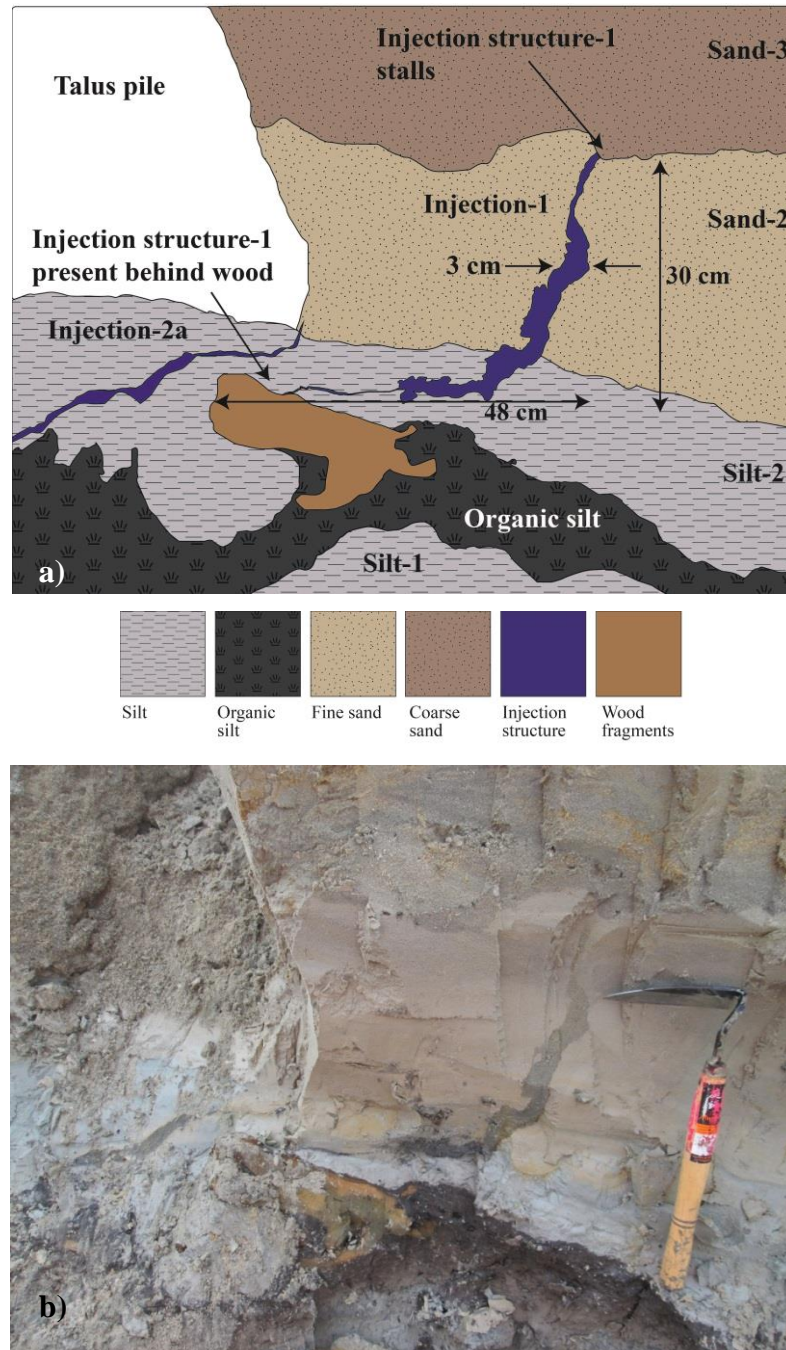 Injection structure-1
stalls
Sand-3
Talus pile
Injection-1
Sand-2
Injection structure-1
present behind wood
3 cm
30 cm
Injection-2a
48 cm
Silt-2
Organic silt
Silt-1
a)
Silt
Organic
silt
Fine sand
Coarse
sand
Injection
structure
Wood
fragments
b)